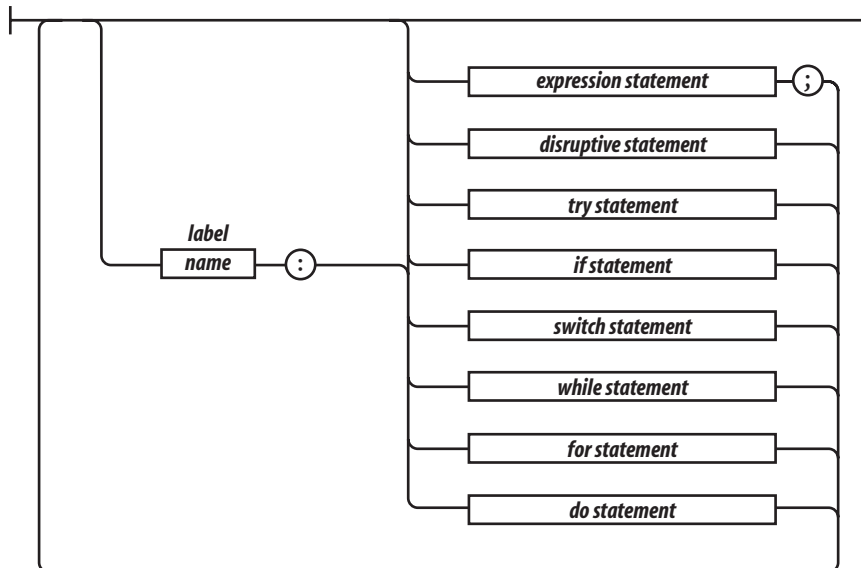 expression statement ;
disruptive statement
try statement
label
name :
if statement
switch statement
while statement
for statement
do statement